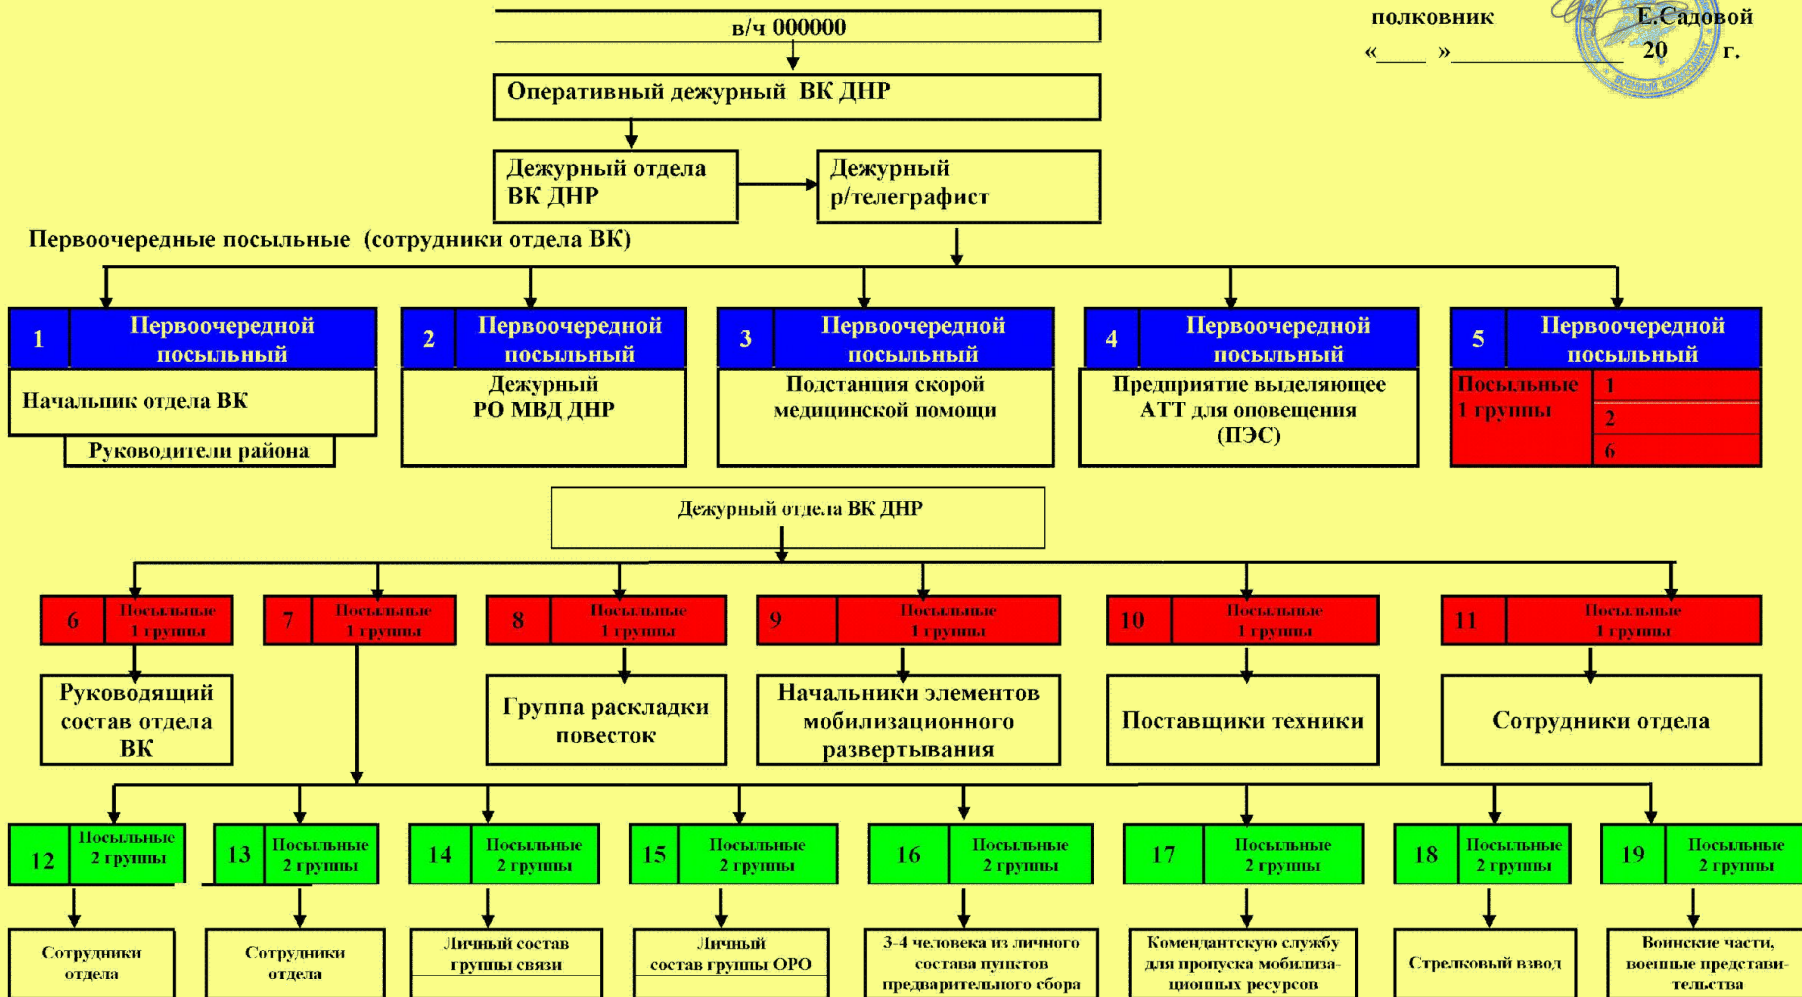 полковник
Е.Садовой
« » 20 г.
в/ч 000000
Оперативный дежурный ВК ДНР
Дежурный отдела
ВК ДНР
Дежурный
р/телеграфист
Первоочередные посыльные (сотрудники отдела ВК)
1
Первоочередной
посыльный
Начальник отдела ВК
Руководители района
2
Первоочередной
посыльный
Дежурный
РО МВД ДНР
3
Первоочередной
посыльный
Подстанция скорой
медицинской помощи
4
Первоочередной
посыльный
Предприятие выделяющее
АТТ для оповещения
(ПЭС)
5
Первоочередной
посыльный
Посыльные
1 группы
1
2
6
Дежурный отдела ВК ДНР
6
Посыльные
1 группы
Руководящий
состав отдела
ВК
7
Посыльные
1 группы
8
Посыльные
1 группы
Группа раскладки
повесток
9
Посыльные
1 группы
Начальники элементов
мобилизационного
развертывания
10
Посыльные
1 группы
Поставщики техники
11
Посыльные
1 группы
Сотрудники отдела
12
Посыльные
2 группы
Сотрудники
отдела
13
Посыльные
2 группы
Сотрудники
отдела
14
Посыльные
2 группы
Личный состав
группы связи
15
Посыльные
2 группы
Личный
состав группы ОРО
16
Посыльные
2 группы
3-4 человека из личного
состава пунктов
предварительного сбора
17
Посыльные
2 группы
Комендантскую службу
для пропуска мобилиза-
ционных ресурсов
18
Посыльные
2 группы
Стрелковый взвод
19
Посыльные
2 группы
Воинские части,
военные представи-
тельства